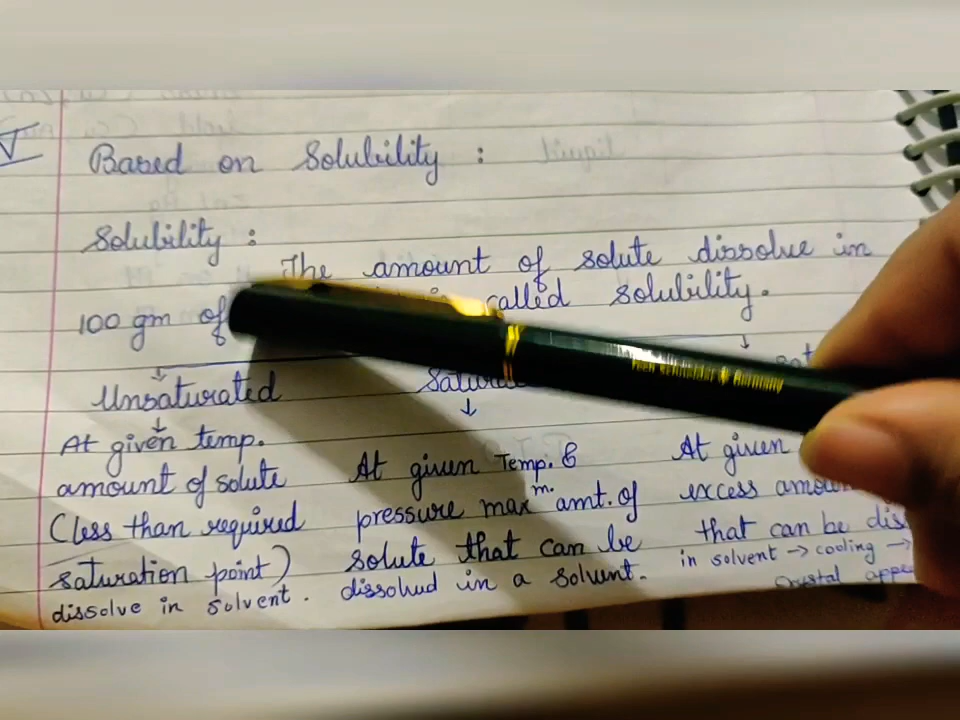 V Based on Solubility :
Solubility :
The amount of solute dissolve in
100 gm of called solubility.
Unsaturated
At given temp.
amount of solute
(less than required
saturation point)
dissolve in solvent.
At given Temp. &
pressure maxm. amt. of
solute that can be
dissolved in a solvent.
At given
excess
that can be
in solvent → cooling →
Crystal